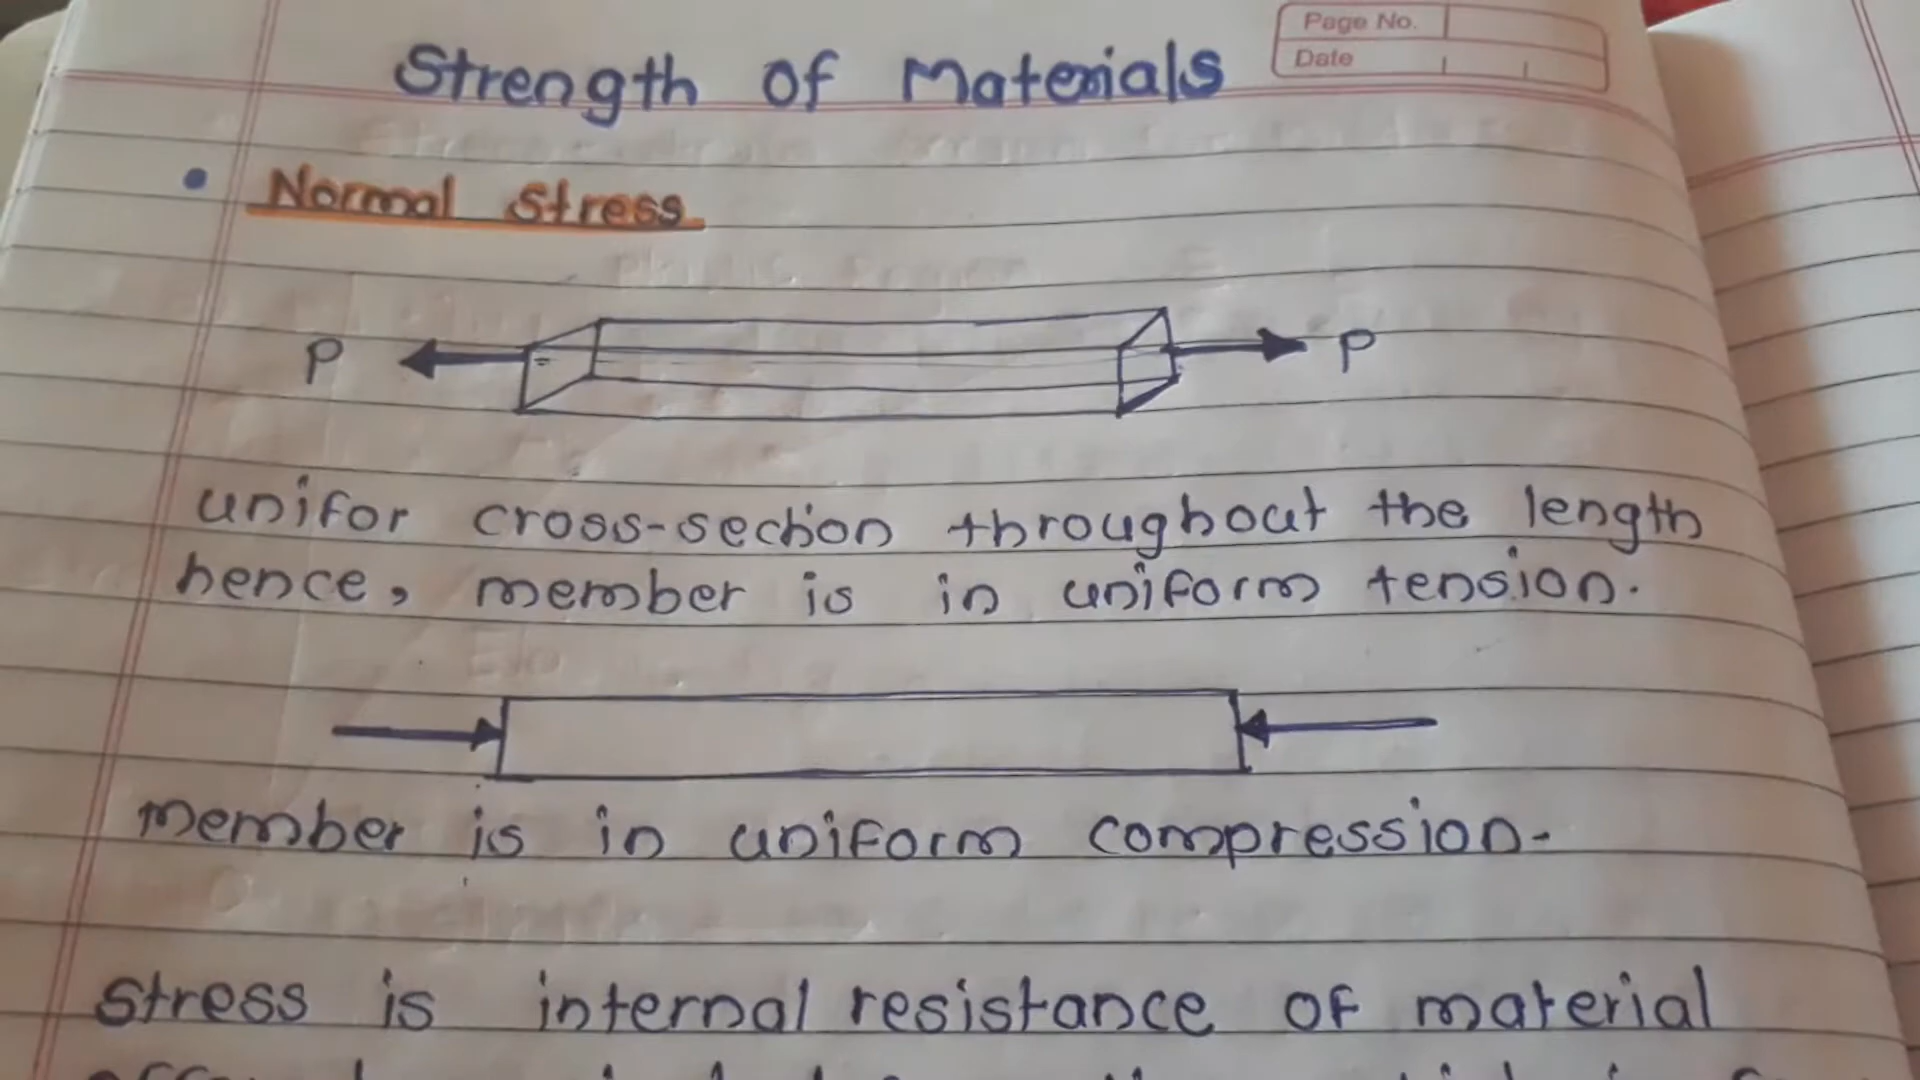 Page No.
Date
Strength of Materials
• Normal Stress
P P
unifor cross-section throughout the length
hence, member is in uniform tension.
member is in uniform compression.
Stress is internal resistance of material